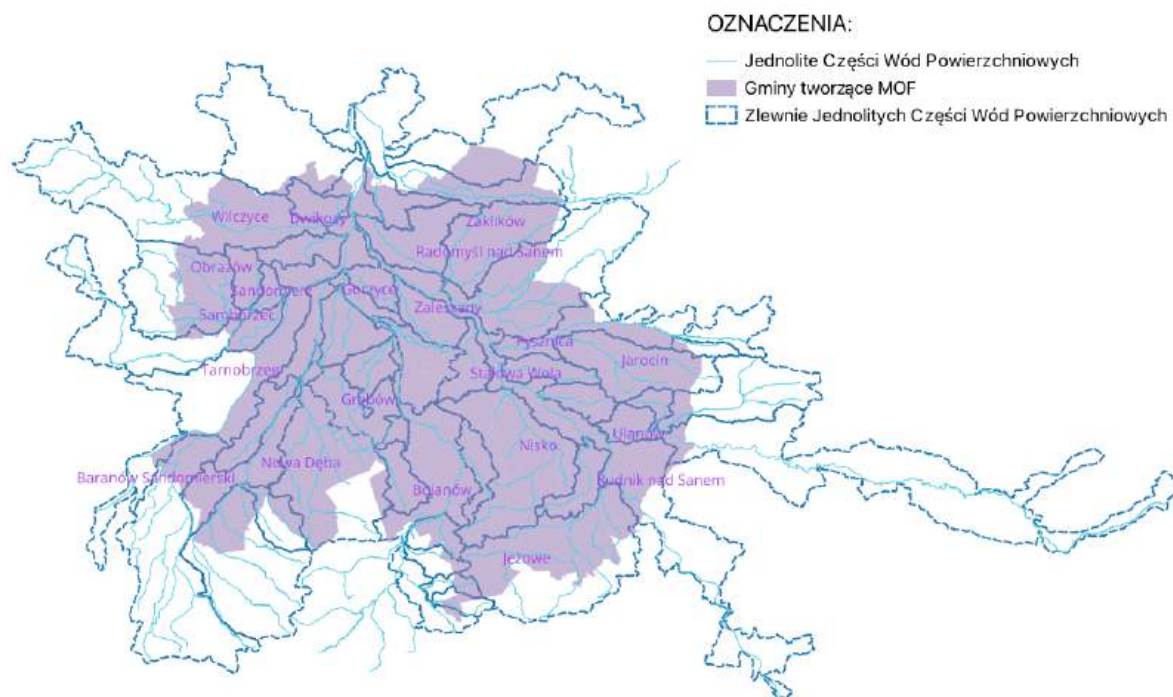 OZNACZENIA:
Jednolite Części Wód Powierzchniowych
Gminy tworzące MOF
Zlewnie Jednolitych Części Wód Powierzchniowych
Wilczyce
Dwikozy
Zaklików
Radomyśl nad Sanem
Obrazów
Sandomierz
Gorzyce
Zaleszany
Samborzec
Pysznica
Jarocin
Tarnobrzeg
Stalowa Wola
Grębów
Ulanów
Nisko
Nowa Dęba
Baranów Sandomierski
Bojanów
Rudnik nad Sanem
Jeżowe